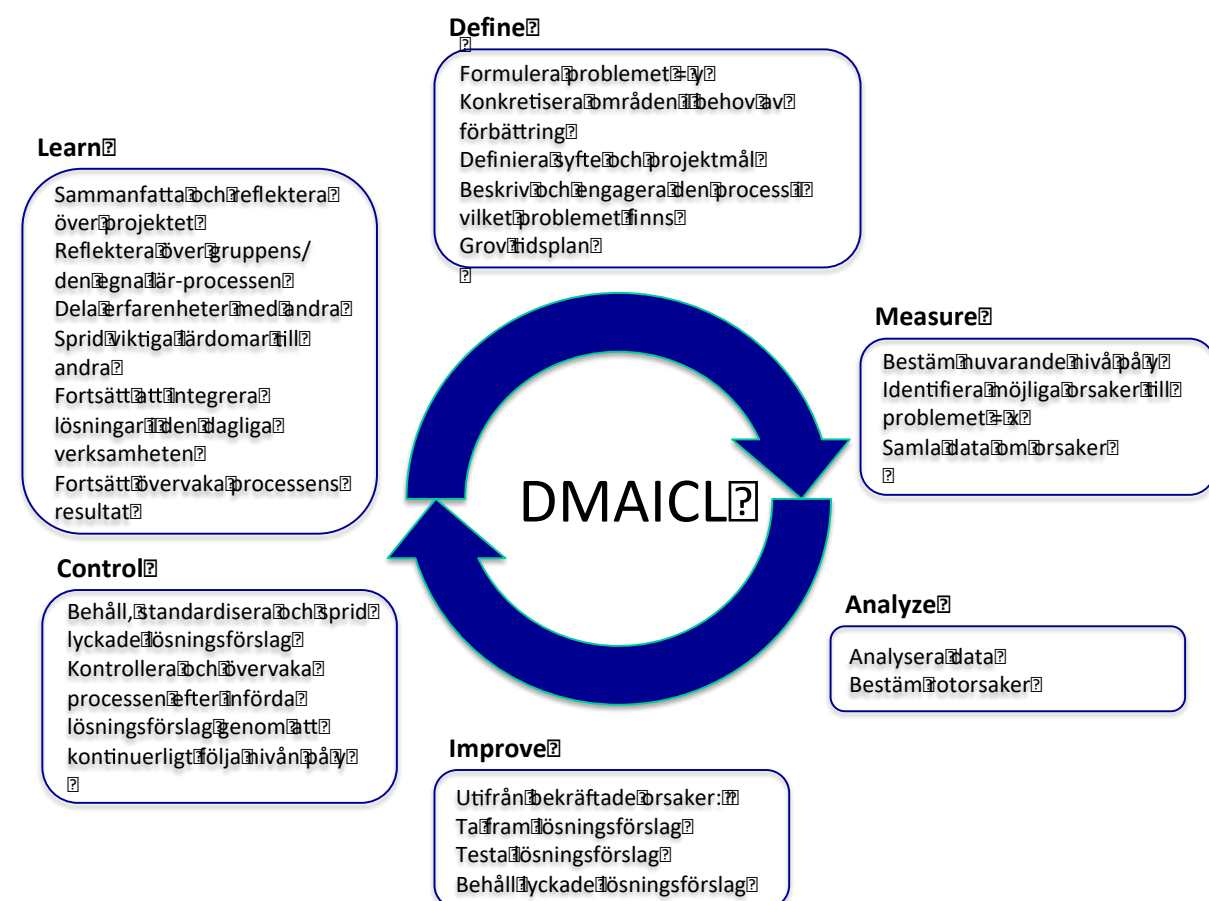 Define
Formulera problemet = y
Konkretisera områden i behov av
förbättring
Definiera syfte och projektmål
Beskriv och engagera den process i
vilket problemet finns
Grov tidsplan
Learn
Sammanfatta och reflektera
över projektet
Reflektera över gruppens/
den egna lär-processen
Dela erfarenheter med andra
Sprid viktiga lärdomar till
andra
Fortsätt att integrera
lösningar i den dagliga
verksamheten
Fortsätt övervaka processens
resultat
Measure
Bestäm nuvarande nivå på y
Identifiera möjliga orsaker till
problemet = x
Samla data om orsaker
DMAICL
Control
Behåll, standardisera och sprid
lyckade lösningsförslag
Kontrollera och övervaka
processen efter införda
lösningsförslag genom att
kontinuerligt följa nivån på y
Analyze
Analysera data
Bestäm rotorsaker
Improve
Utifrån bekräftade orsaker:
Ta fram lösningsförslag
Testa lösningsförslag
Behåll lyckade lösningsförslag